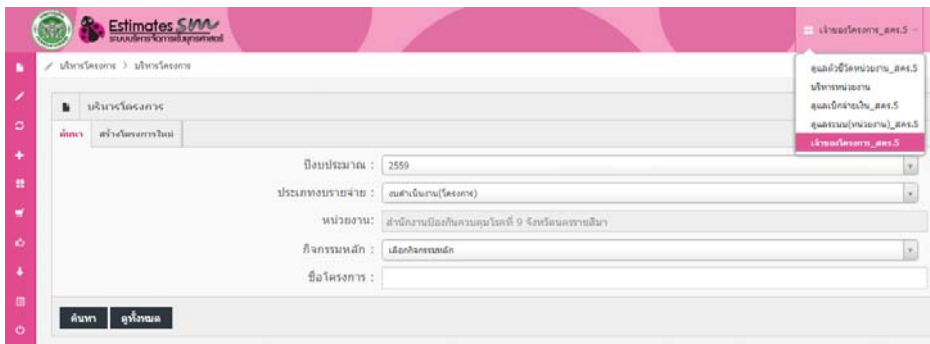 Estimates SM
ระบบบริหารจัดการเชิงยุทธศาสตร์
เจ้าของโครงการ_สคร.5
บริหารโครงการ > บริหารโครงการ
ดูแลตัวชี้วัดหน่วยงาน_สคร.5
บริหารหน่วยงาน
ดูแลเบิกจ่ายเงิน_สคร.5
ดูแลระบบ(หน่วยงาน)_สคร.5
เจ้าของโครงการ_สคร.5
บริหารโครงการ
ค้นหา สร้างโครงการใหม่
ปีงบประมาณ : 2559
ประเภทงบรายจ่าย : งบดำเนินงาน(โครงการ)
หน่วยงาน: สำนักงานป้องกันควบคุมโรคที่ 9 จังหวัดนครราชสีมา
กิจกรรมหลัก : เลือกกิจกรรมหลัก
ชื่อโครงการ :
ค้นหา ดูทั้งหมด